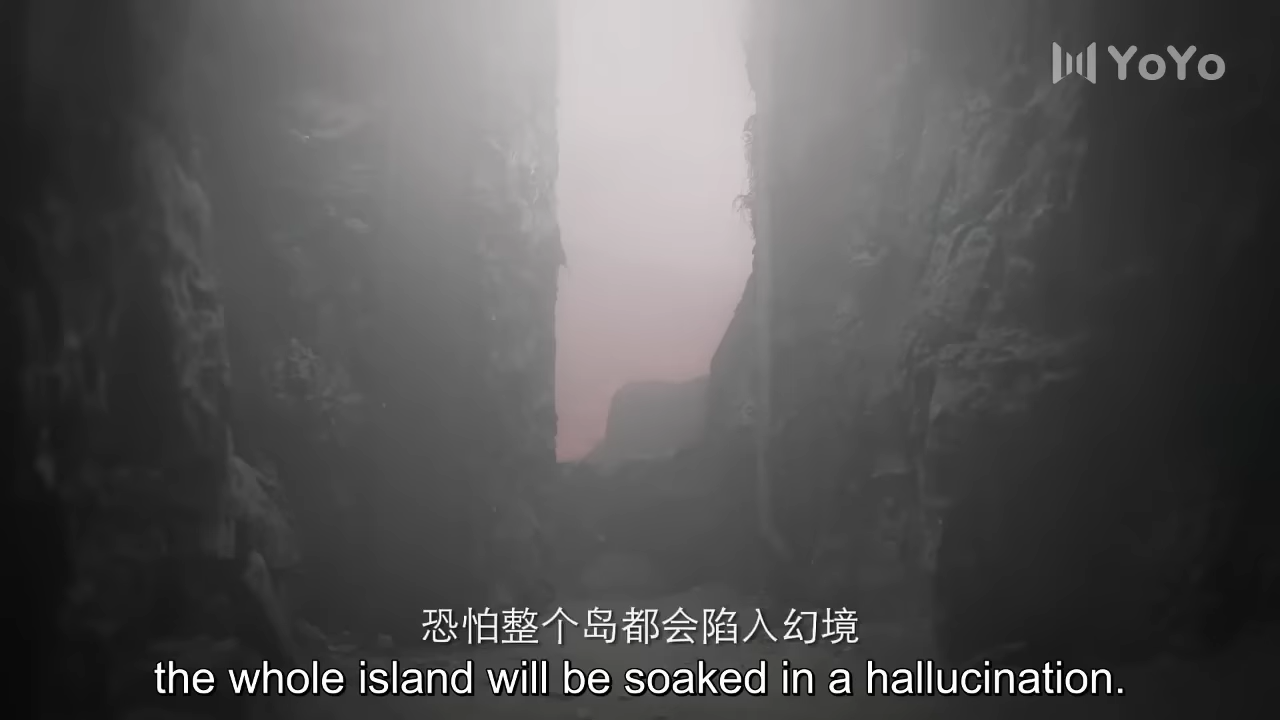 YoYo
恐怕整个岛都会陷入幻境
the whole island will be soaked in a hallucination.